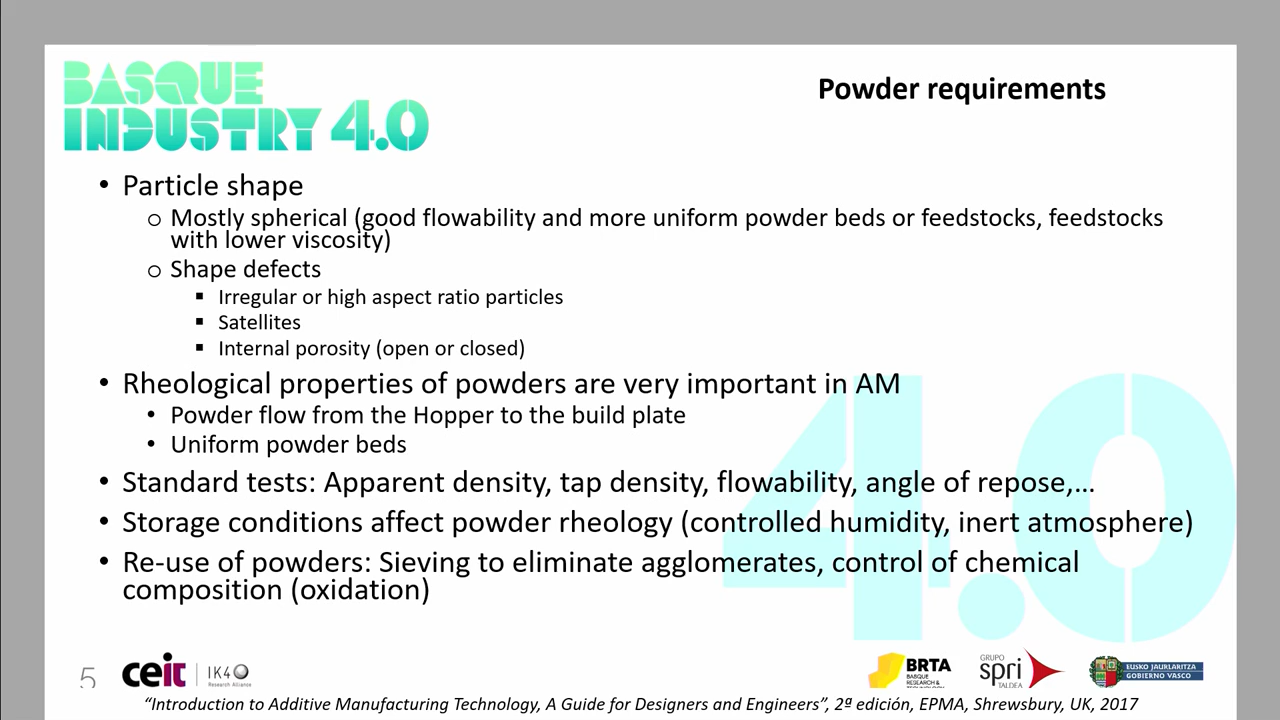 BASQUE
INDUSTRY 4.0
Powder requirements
• Particle shape
o Mostly spherical (good flowability and more uniform powder beds or feedstocks, feedstocks
with lower viscosity)
o Shape defects
▪ Irregular or high aspect ratio particles
▪ Satellites
▪ Internal porosity (open or closed)
• Rheological properties of powders are very important in AM
• Powder flow from the Hopper to the build plate
• Uniform powder beds
• Standard tests: Apparent density, tap density, flowability, angle of repose,…
• Storage conditions affect powder rheology (controlled humidity, inert atmosphere)
• Re-use of powders: Sieving to eliminate agglomerates, control of chemical
composition (oxidation)
4.0
5
ceit
IK4
Research Alliance
BRTA
BASQUE
RESEARCH &
TECHNOLOGY
GRUPO
spri
TALDEA
EUSKO JAURLARITZA
GOBIERNO VASCO
“Introduction to Additive Manufacturing Technology, A Guide for Designers and Engineers”, 2ª edición, EPMA, Shrewsbury, UK, 2017